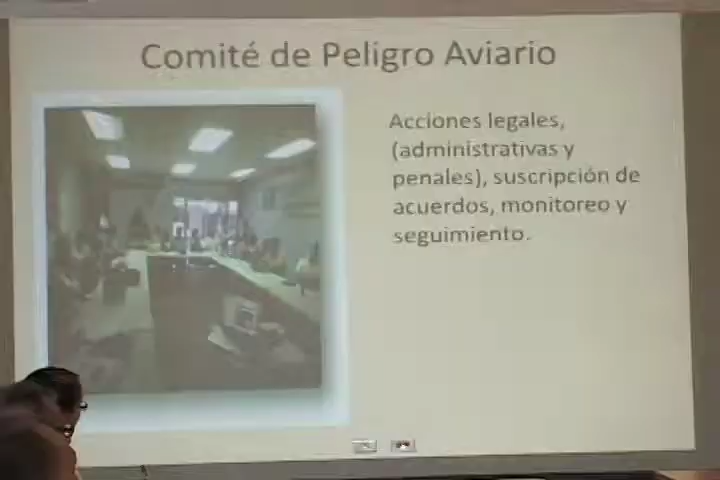 Comité de Peligro Aviario
Acciones legales,
(administrativas y
penales), suscripción de
acuerdos, monitoreo y
seguimiento.